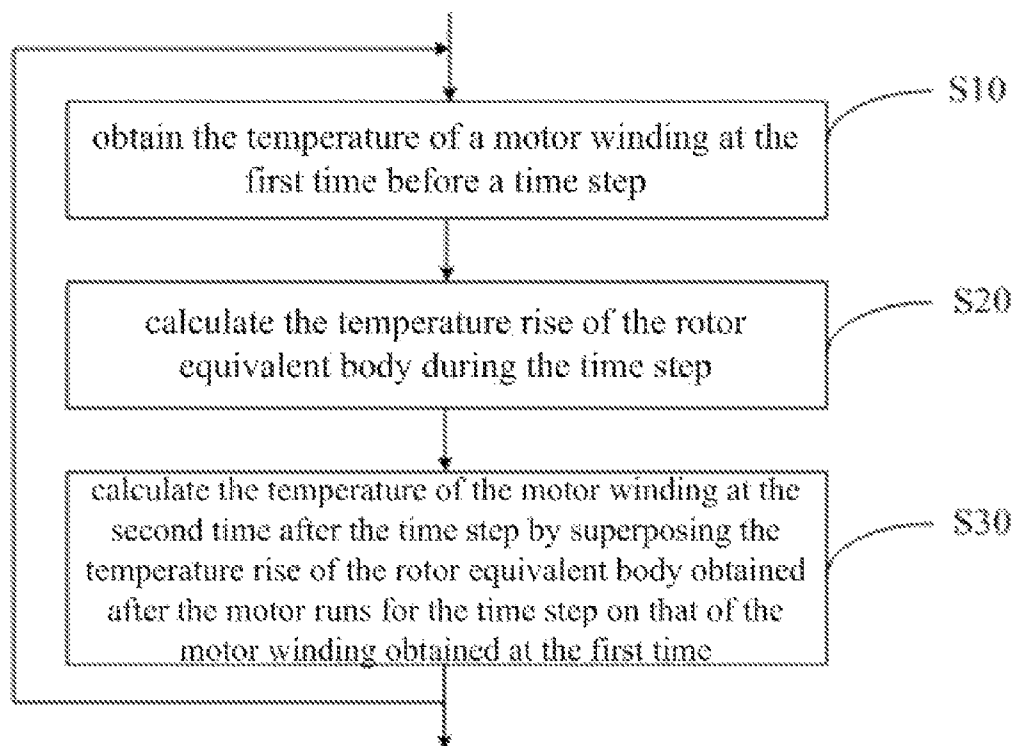 S10
obtain the temperature of a motor winding at the
first time before a time step
S20
calculate the temperature rise of the rotor
equivalent body during the time step
S30
calculate the temperature of the motor winding at the
second time after the time step by superposing the
temperature rise of the rotor equivalent body obtained
after the motor runs for the time step on that of the
motor winding obtained at the first time